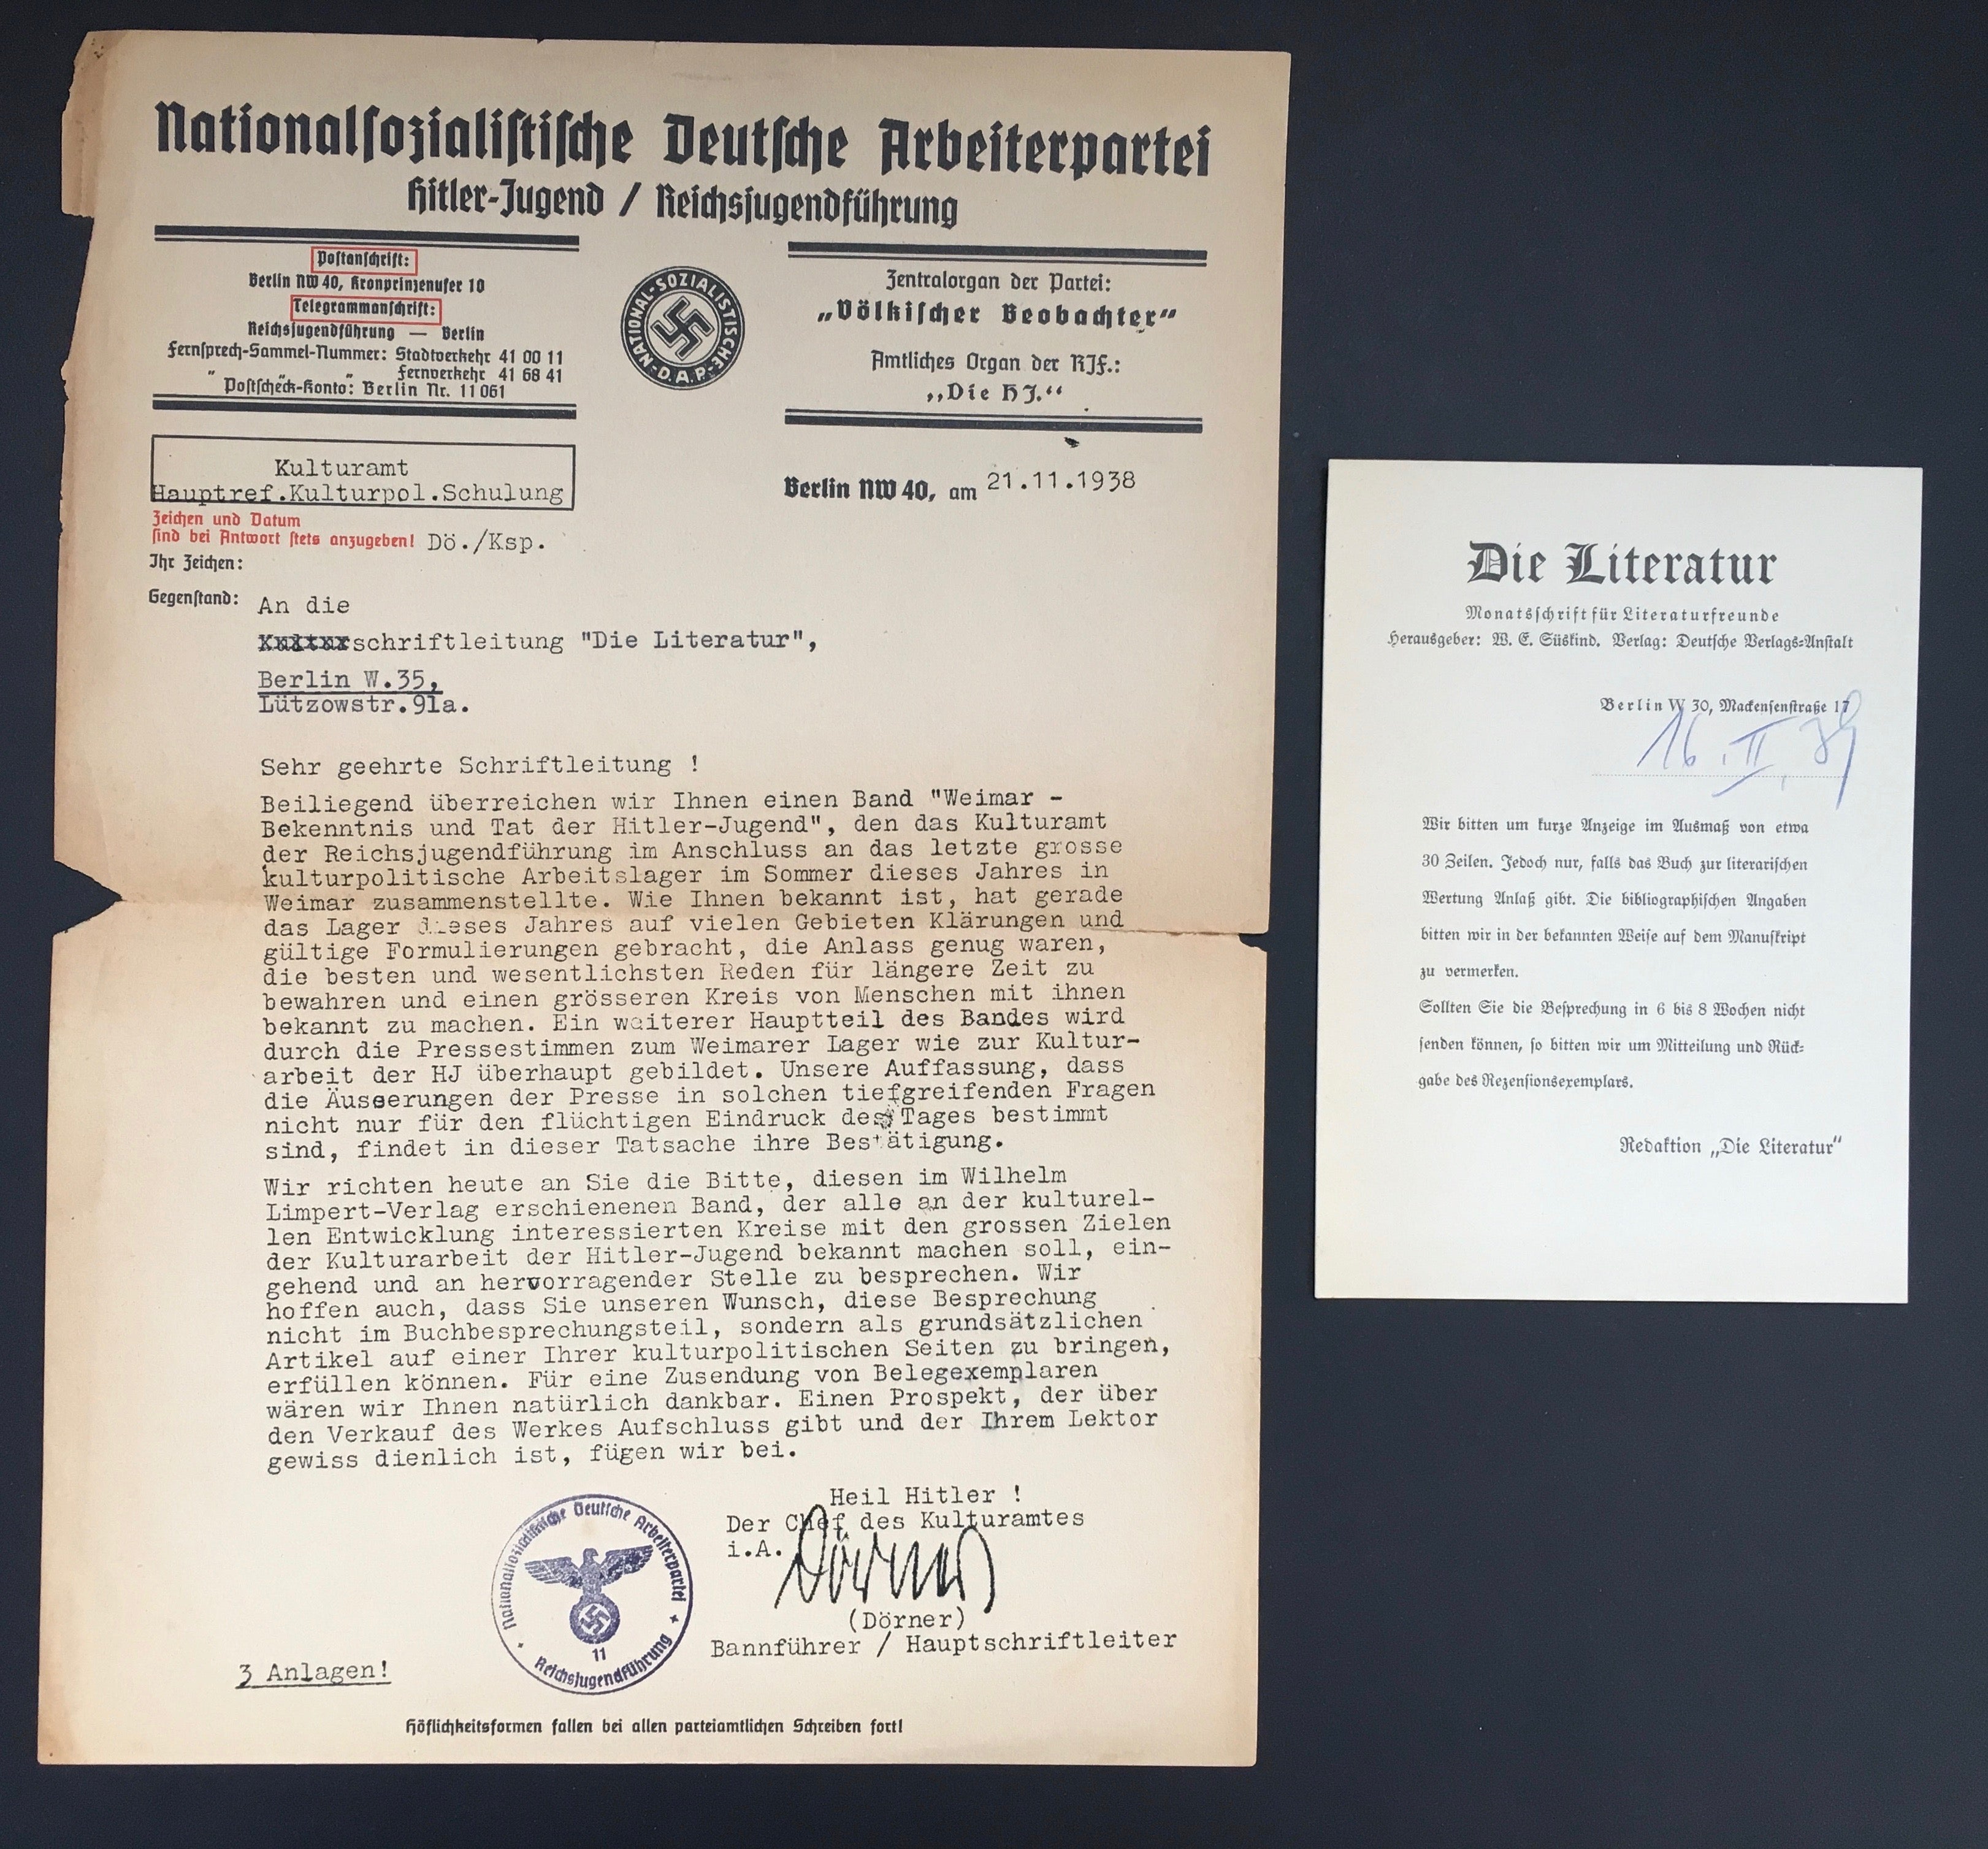 Nationalsozialistische Deutsche Arbeiterpartei
Hitler-Jugend / Reichsjugendführung
Postanschrift:
Berlin NW 40, Kronprinzenufer 10
Telegrammanschrift:
Reichsjugendführung — Berlin
Fernsprech-Sammel-Nummer: Stadtverkehr 41 00 11
" " Fernverkehr 41 68 41
Postscheck-Konto: Berlin Nr. 11 061
NATIONAL-SOZIALISTISCHE-D.A.P.-
Zentralorgan der Partei:
„Völkischer Beobachter“
Amtliches Organ der RJF.:
„Die HJ.“
Kulturamt
Hauptref.Kulturpol.Schulung
Berlin NW 40, am 21.11.1938
Zeichen und Datum
sind bei Antwort stets anzugeben! Dö./Ksp.
Ihr Zeichen:
Gegenstand: An die
Kulturschriftleitung "Die Literatur",
Berlin W.35,
Lützowstr.91a.
Sehr geehrte Schriftleitung !
Beiliegend überreichen wir Ihnen einen Band "Weimar -
Bekenntnis und Tat der Hitler-Jugend", den das Kulturamt
der Reichsjugendführung im Anschluss an das letzte grosse
kulturpolitische Arbeitslager im Sommer dieses Jahres in
Weimar zusammenstellte. Wie Ihnen bekannt ist, hat gerade
das Lager dieses Jahres auf vielen Gebieten Klärungen und
gültige Formulierungen gebracht, die Anlass genug waren,
die besten und wesentlichsten Reden für längere Zeit zu
bewahren und einen grösseren Kreis von Menschen mit ihnen
bekannt zu machen. Ein weiterer Hauptteil des Bandes wird
durch die Pressestimmen zum Weimarer Lager wie zur Kultur-
arbeit der HJ überhaupt gebildet. Unsere Auffassung, dass
die Äusserungen der Presse in solchen tiefgreifenden Fragen
nicht nur für den flüchtigen Eindruck des Tages bestimmt
sind, findet in dieser Tatsache ihre Bestätigung.
Wir richten heute an Sie die Bitte, diesen im Wilhelm
Limpert-Verlag erschienenen Band, der alle an der kulturel-
len Entwicklung interessierten Kreise mit den grossen Zielen
der Kulturarbeit der Hitler-Jugend bekannt machen soll, ein-
gehend und an hervorragender Stelle zu besprechen. Wir
hoffen auch, dass Sie unseren Wunsch, diese Besprechung
nicht im Buchbesprechungsteil, sondern als grundsätzlichen
Artikel auf einer Ihrer kulturpolitischen Seiten zu bringen,
erfüllen können. Für eine Zusendung von Belegexemplaren
wären wir Ihnen natürlich dankbar. Einen Prospekt, der über
den Verkauf des Werkes Aufschluss gibt und der Ihrem Lektor
gewiss dienlich ist, fügen wir bei.
Heil Hitler !
Der Chef des Kulturamtes
i.A. Dörner
(Dörner)
Bannführer / Hauptschriftleiter
Nationalsozialistische Deutsche Arbeiterpartei
11
Reichsjugendführung
3 Anlagen!
Höflichkeitsformen fallen bei allen parteiamtlichen Schreiben fort!
Die Literatur
Monatsschrift für Literaturfreunde
Herausgeber: W. E. Süskind. Verlag: Deutsche Verlags-Anstalt
Berlin W 30, Mackensenstraße 17
16. II. 39
Wir bitten um kurze Anzeige im Ausmaß von etwa
30 Zeilen. Jedoch nur, falls das Buch zur literarischen
Wertung Anlaß gibt. Die bibliographischen Angaben
bitten wir in der bekannten Weise auf dem Manuskript
zu vermerken.
Sollten Sie die Besprechung in 6 bis 8 Wochen nicht
senden können, so bitten wir um Mitteilung und Rück-
gabe des Rezensionsexemplars.
Redaktion „Die Literatur“